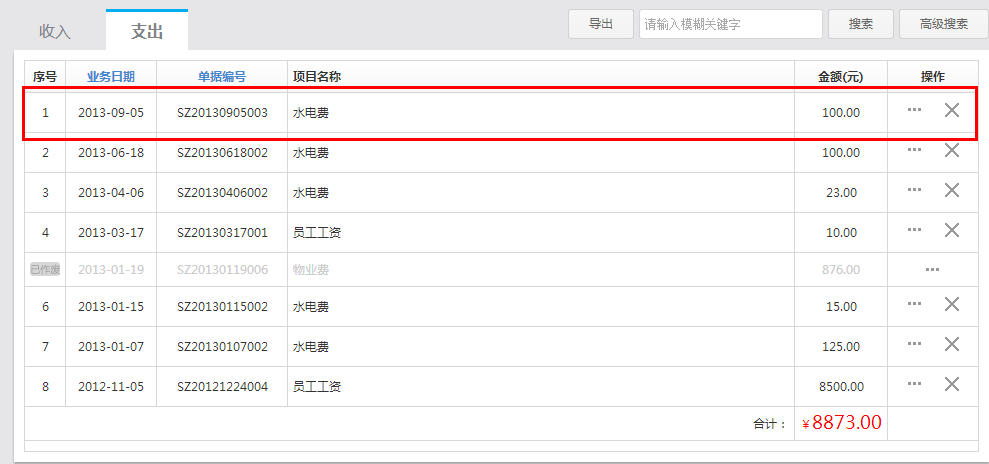 收入 支出 导出 请输入模糊关键字 搜索 高级搜索
序号 业务日期 单据编号 项目名称 金额(元) 操作
1 2013-09-05 SZ20130905003 水电费 100.00
2 2013-06-18 SZ20130618002 水电费 100.00
3 2013-04-06 SZ20130406002 水电费 23.00
4 2013-03-17 SZ20130317001 员工工资 10.00
已作废 2013-01-19 SZ20130119006 物业费 876.00
6 2013-01-15 SZ20130115002 水电费 15.00
7 2013-01-07 SZ20130107002 水电费 125.00
8 2012-11-05 SZ20121224004 员工工资 8500.00
合计： ¥8873.00